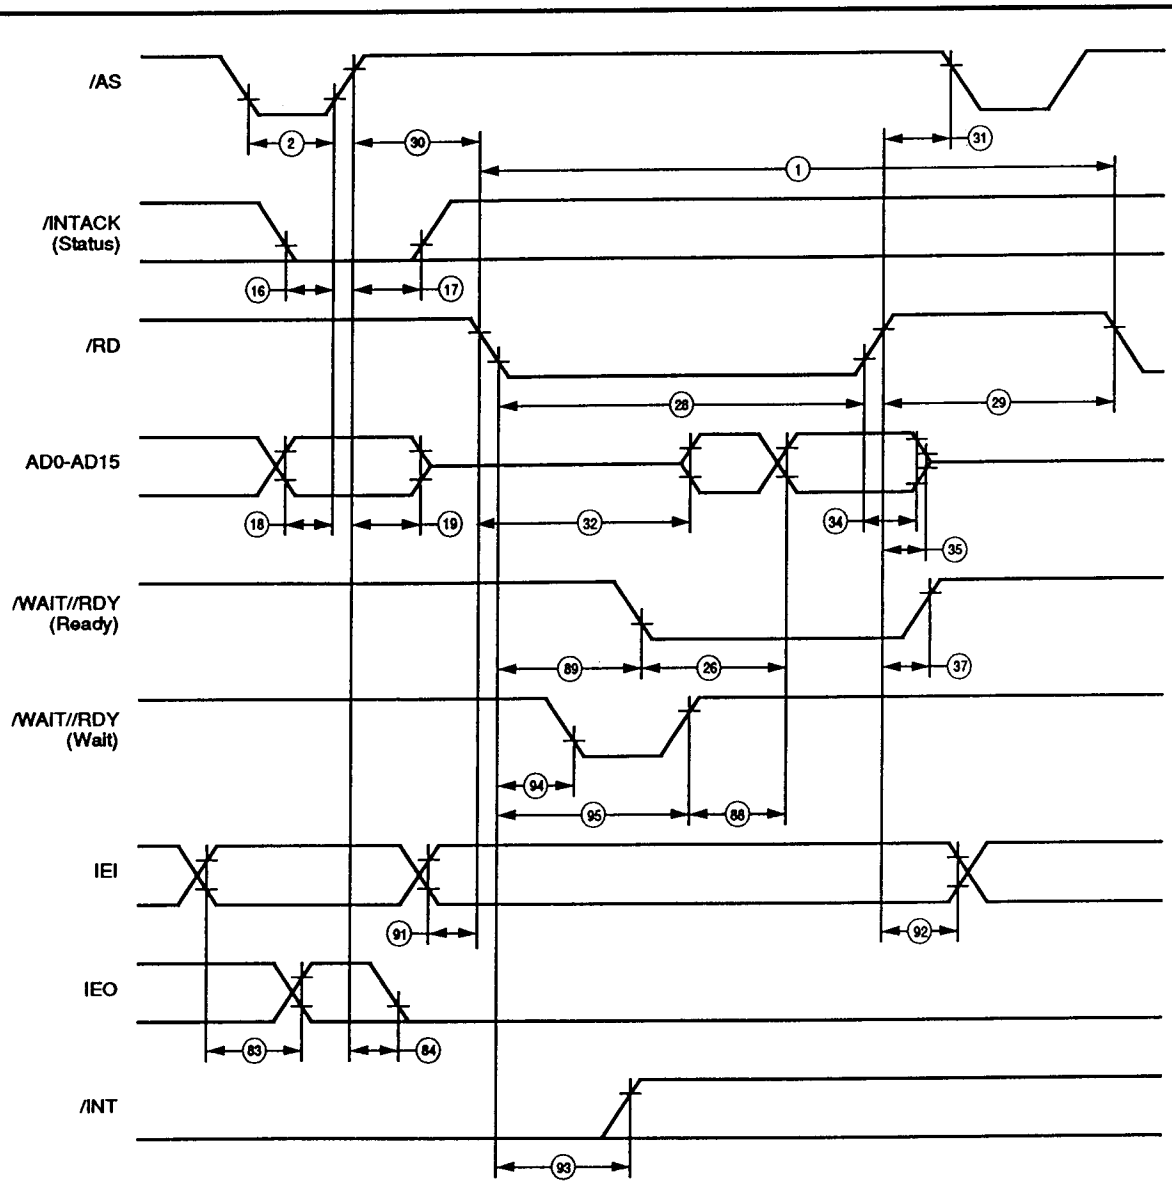 /AS
2
30
31
1
/INTACK
(Status)
16
17
/RD
28
29
AD0-AD15
18
19
32
34
35
/WAIT//RDY
(Ready)
89
26
37
/WAIT//RDY
(Wait)
94
95
88
IEI
91
92
IEO
83
84
/INT
93